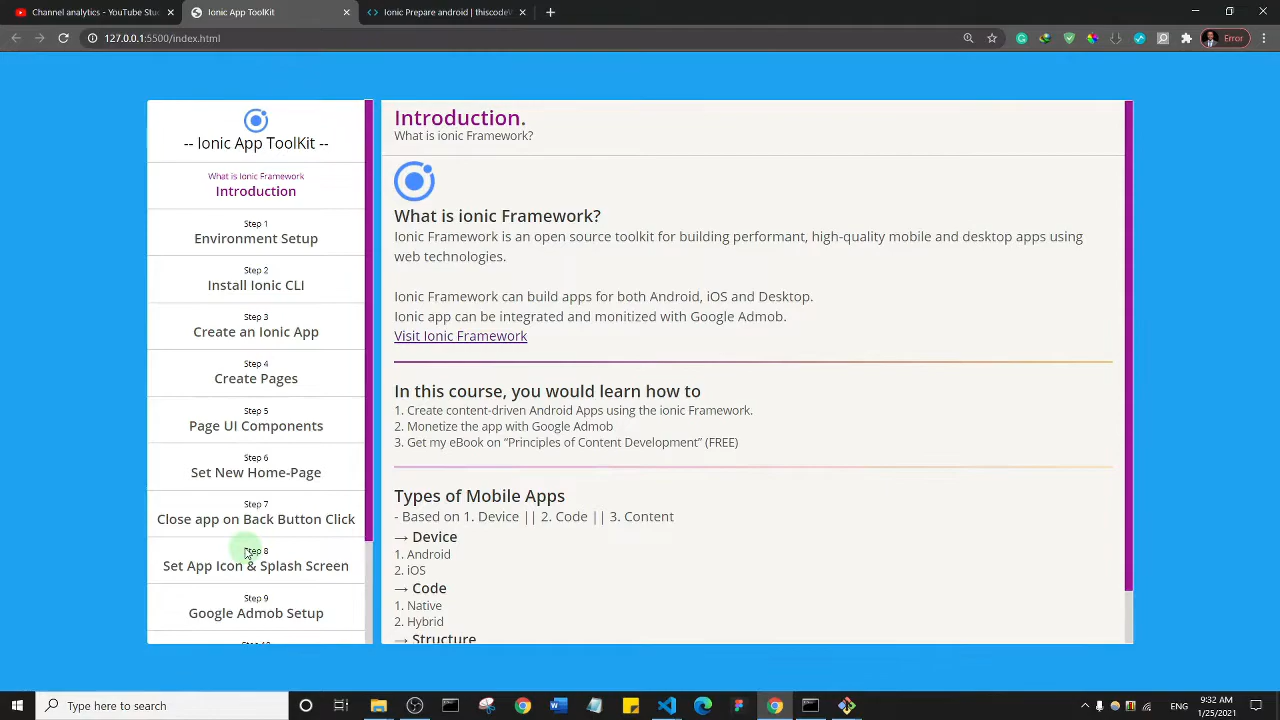 Channel analytics - YouTube Stu
Ionic App ToolKit
Ionic Prepare android | thiscodeW
127.0.0.1:5500/index.html
Error
-- Ionic App ToolKit --
What is Ionic Framework
Introduction
Step 1
Environment Setup
Step 2
Install Ionic CLI
Step 3
Create an Ionic App
Step 4
Create Pages
Step 5
Page UI Components
Step 6
Set New Home-Page
Step 7
Close app on Back Button Click
Step 8
Set App Icon & Splash Screen
Step 9
Google Admob Setup
Introduction.
What is ionic Framework?
What is ionic Framework?
Ionic Framework is an open source toolkit for building performant, high-quality mobile and desktop apps using
web technologies.
Ionic Framework can build apps for both Android, iOS and Desktop.
Ionic app can be integrated and monitized with Google Admob.
Visit Ionic Framework
In this course, you would learn how to
1. Create content-driven Android Apps using the ionic Framework.
2. Monetize the app with Google Admob
3. Get my eBook on “Principles of Content Development” (FREE)
Types of Mobile Apps
- Based on 1. Device || 2. Code || 3. Content
→ Device
1. Android
2. iOS
→ Code
1. Native
2. Hybrid
→ Structure
Type here to search
ENG
9:32 AM
1/25/2021